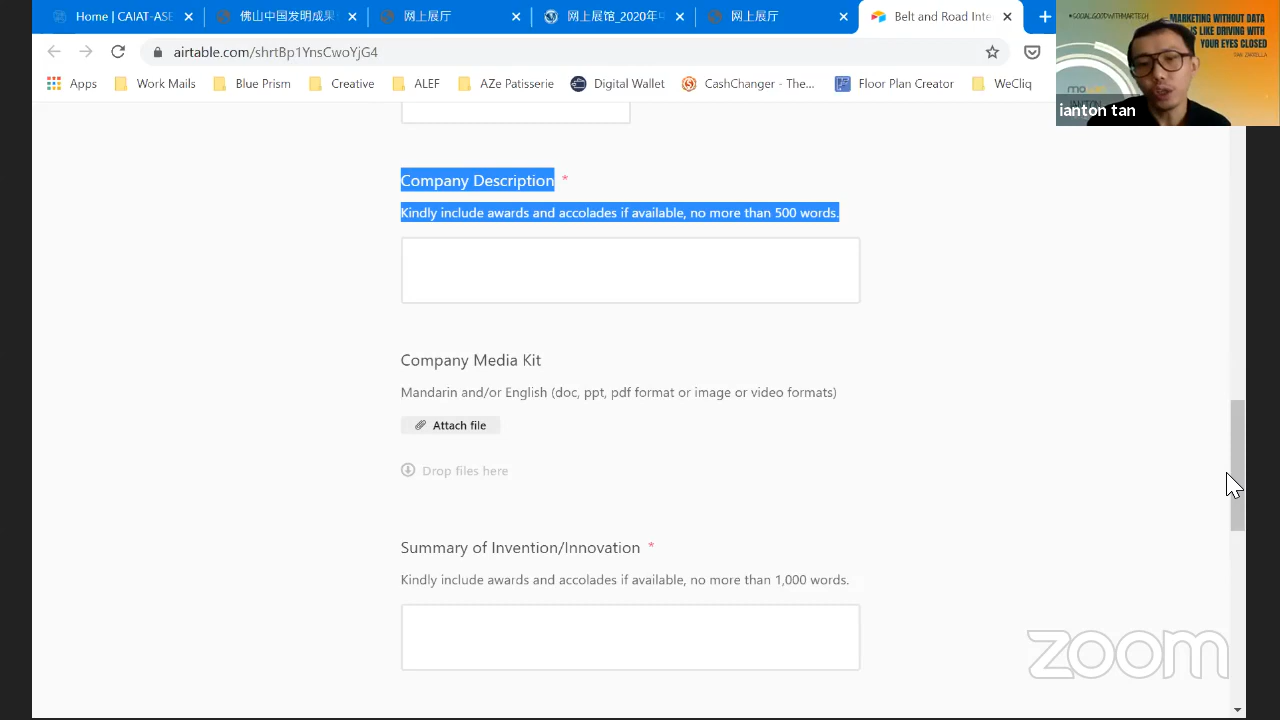 Home | CAIAT-ASE
佛山中国发明成果
网上展厅
网上展馆_2020年
网上展厅
Belt and Road Inte
airtable.com/shrtBp1YnsCwoYjG4
Apps
Work Mails
Blue Prism
Creative
ALEF
AZe Patisserie
Digital Wallet
CashChanger - The...
Floor Plan Creator
WeCliq
MARKETING WITHOUT DATA
IS LIKE DRIVING WITH
YOUR EYES CLOSED
ianton tan
Company Description *
Kindly include awards and accolades if available, no more than 500 words.
Company Media Kit
Mandarin and/or English (doc, ppt, pdf format or image or video formats)
Attach file
Drop files here
Summary of Invention/Innovation *
Kindly include awards and accolades if available, no more than 1,000 words.
zoom